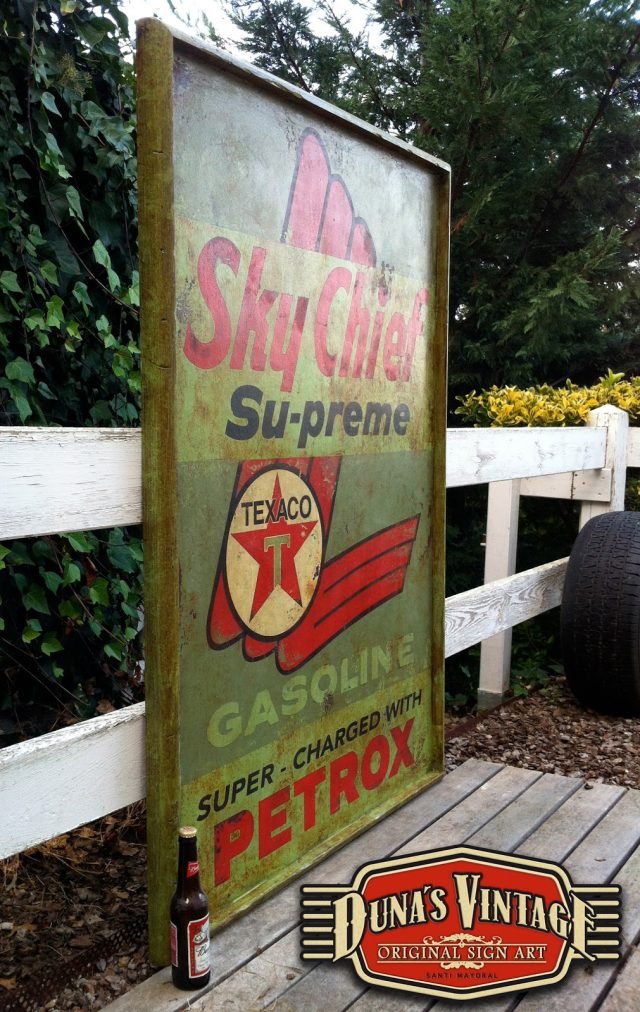 Sky Chief
Su-preme
TEXACO
T
GASOLINE
SUPER - CHARGED WITH
PETROX
DUNA'S VINTAGE
ORIGINAL SIGN ART
SANTI MAYORAL